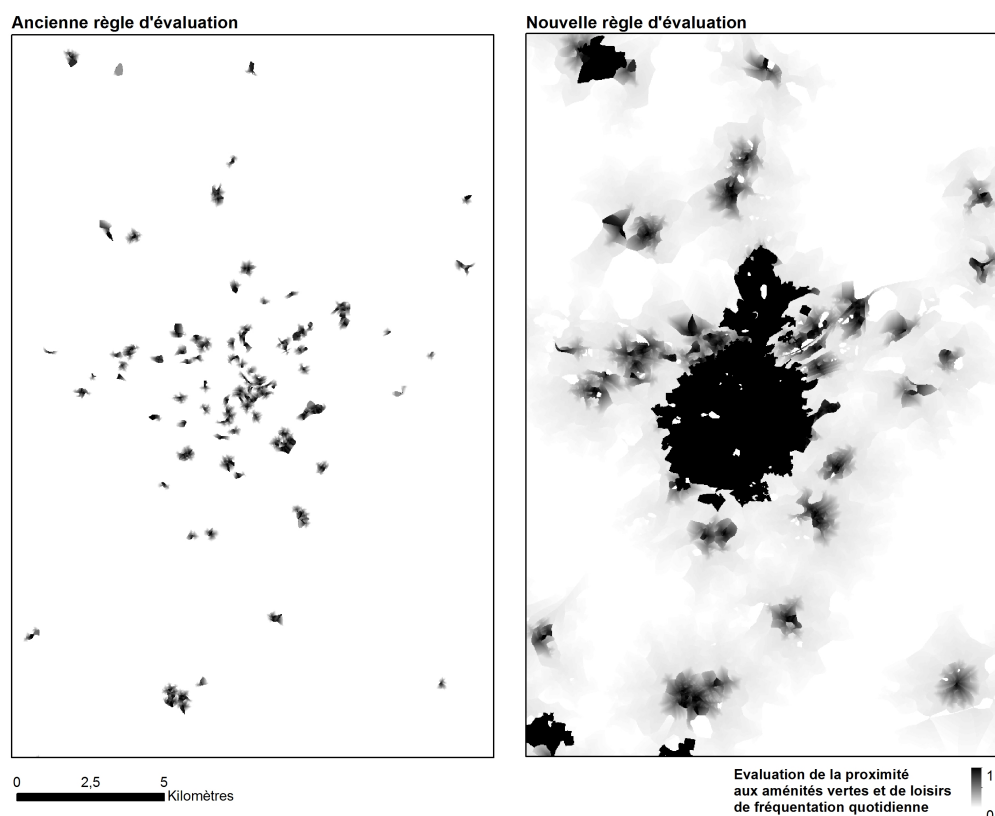 Ancienne règle d'évaluation
Nouvelle règle d'évaluation
0 2,5 5
Kilomètres
Evaluation de la proximité
aux aménités vertes et de loisirs
de fréquentation quotidienne
1
0